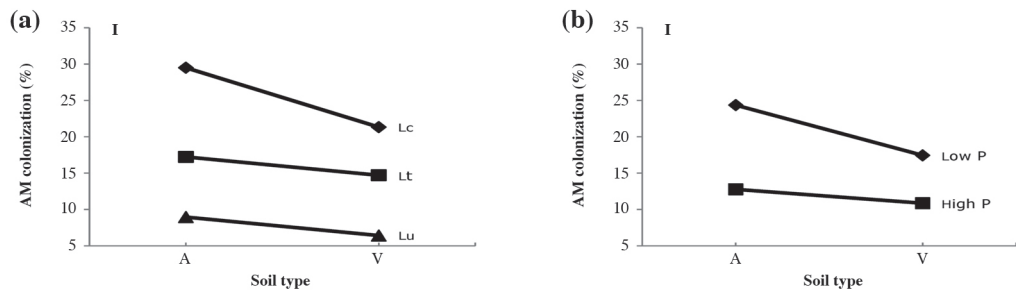 (a)
I
AM colonization (%)
35
30
25
20
15
10
5
Lc
Lt
Lu
A V
Soil type
(b)
I
AM colonization (%)
35
30
25
20
15
10
5
Low P
High P
A V
Soil type